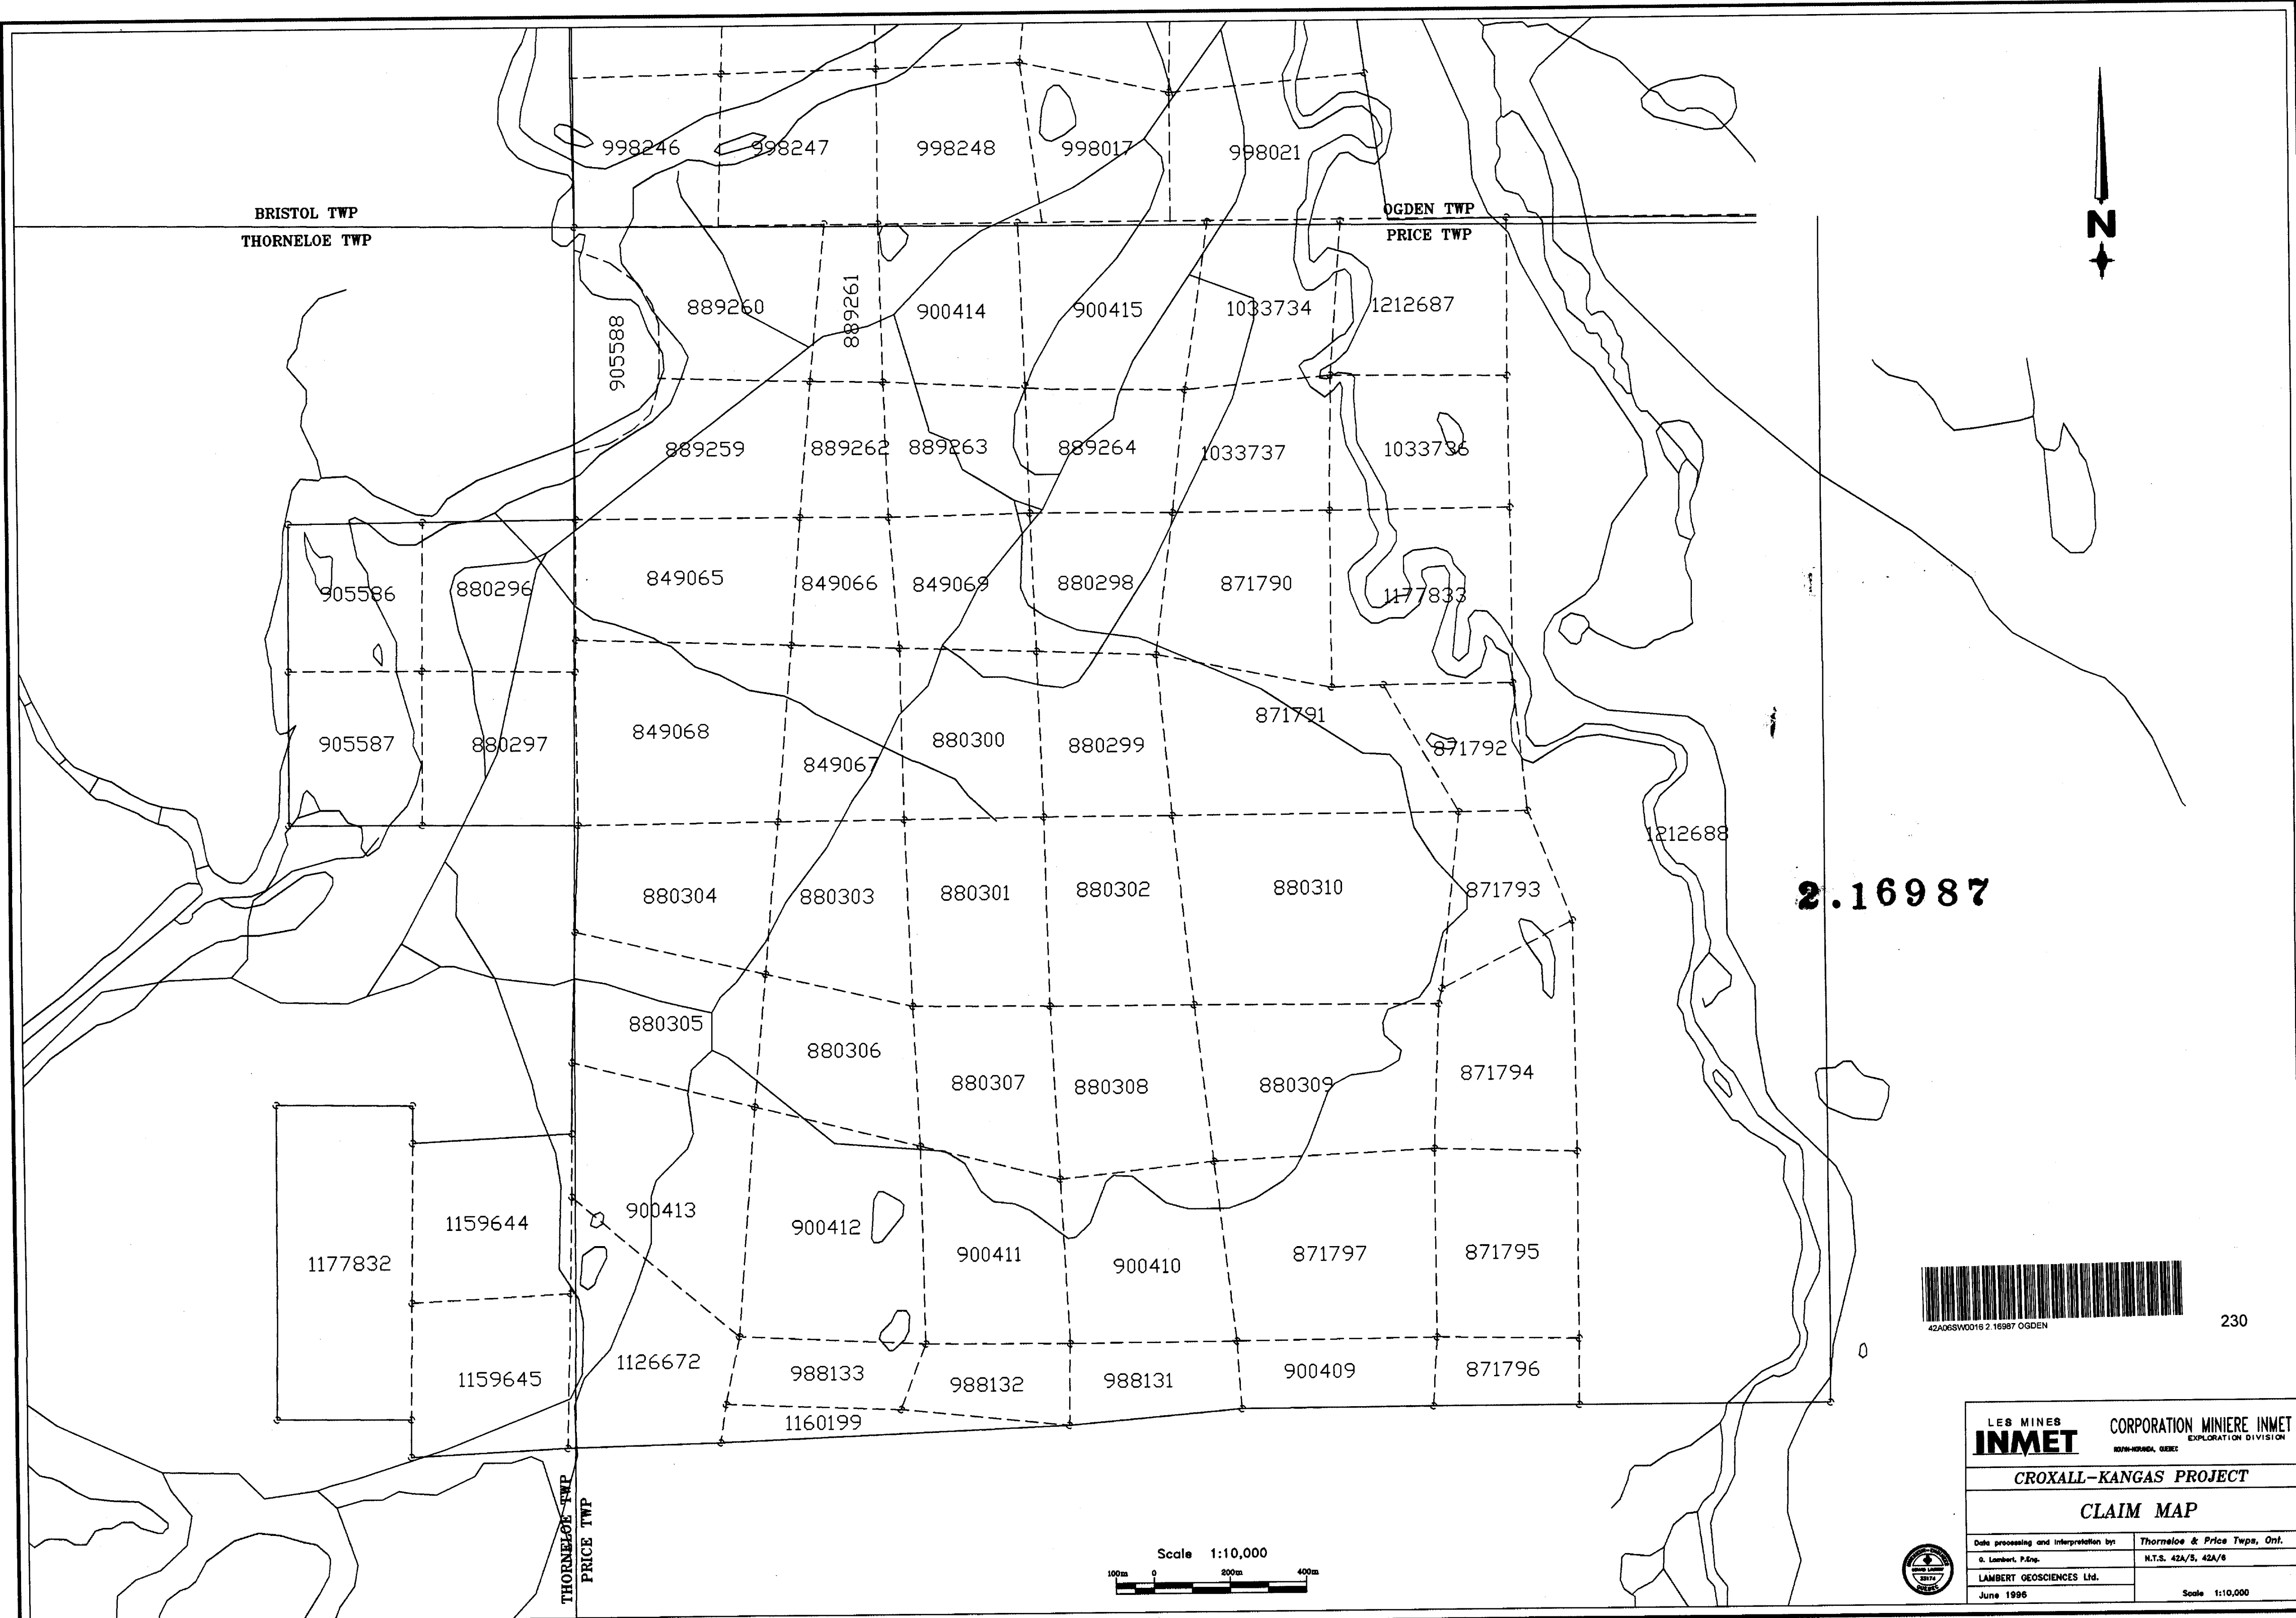 998246 998247 998248 998017 998021
BRISTOL TWP
THORNELOE TWP
OGDEN TWP
PRICE TWP
N
905588 889260 889261 900414 900415 1033734 1212687
889259 889262 889263 889264 1033737 1033736
905586 880296 849065 849066 849069 880298 871790 1177833
905587 880297 849068 849067 880300 880299 871791 871792
1212688
880304 880303 880301 880302 880310 871793
2.16987
880305 880306 880307 880308 880309 871794
1177832 1159644 900413 900412 900411 900410 871797 871795
1159645 1126672 988133 988132 988131 900409 871796
1160199
42A06SW0016 2.16987 OGDEN
230
THORNELOE TWP
PRICE TWP
Scale 1:10,000
100m 0 200m 400m
LES MINES
INMET
CORPORATION MINIERE INMET
EXPLORATION DIVISION
ROUYN-NORANDA, QUEBEC
CROXALL-KANGAS PROJECT
CLAIM MAP
Data processing and interpretation by:
G. Lambert, P.Eng.
LAMBERT GEOSCIENCES Ltd.
June 1996
Thorneloe & Price Twps, Ont.
N.T.S. 42A/5, 42A/6
Scale 1:10,000
QUEBEC